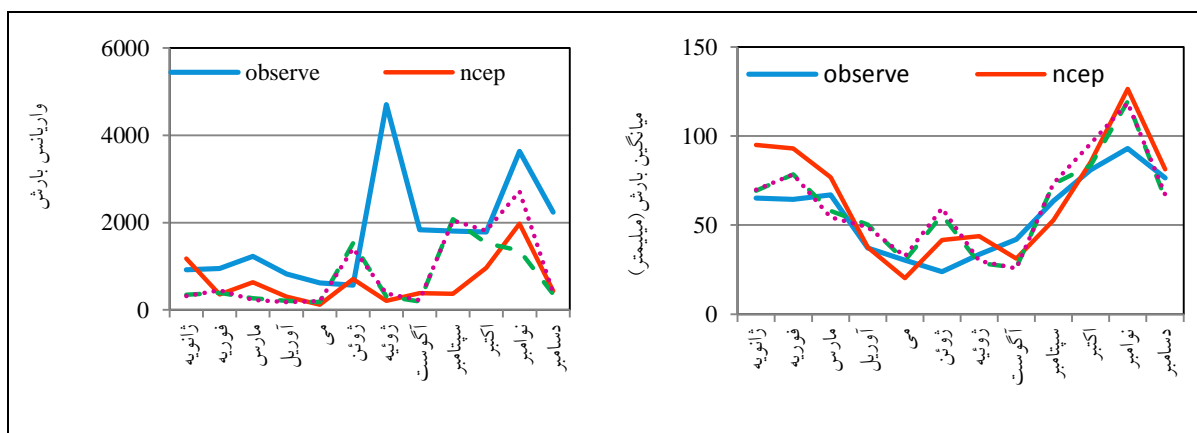 6000
4000
2000
0
observe
ncep
واریانس بارش
ژانویه
فوریه
مارس
آوریل
می
ژوئن
ژوئیه
آگوست
سپتامبر
اکتبر
نوامبر
دسامبر
150
100
50
0
observe
ncep
میانگین بارش (میلیمتر)
ژانویه
فوریه
مارس
آوریل
می
ژوئن
ژوئیه
آگوست
سپتامبر
اکتبر
نوامبر
دسامبر